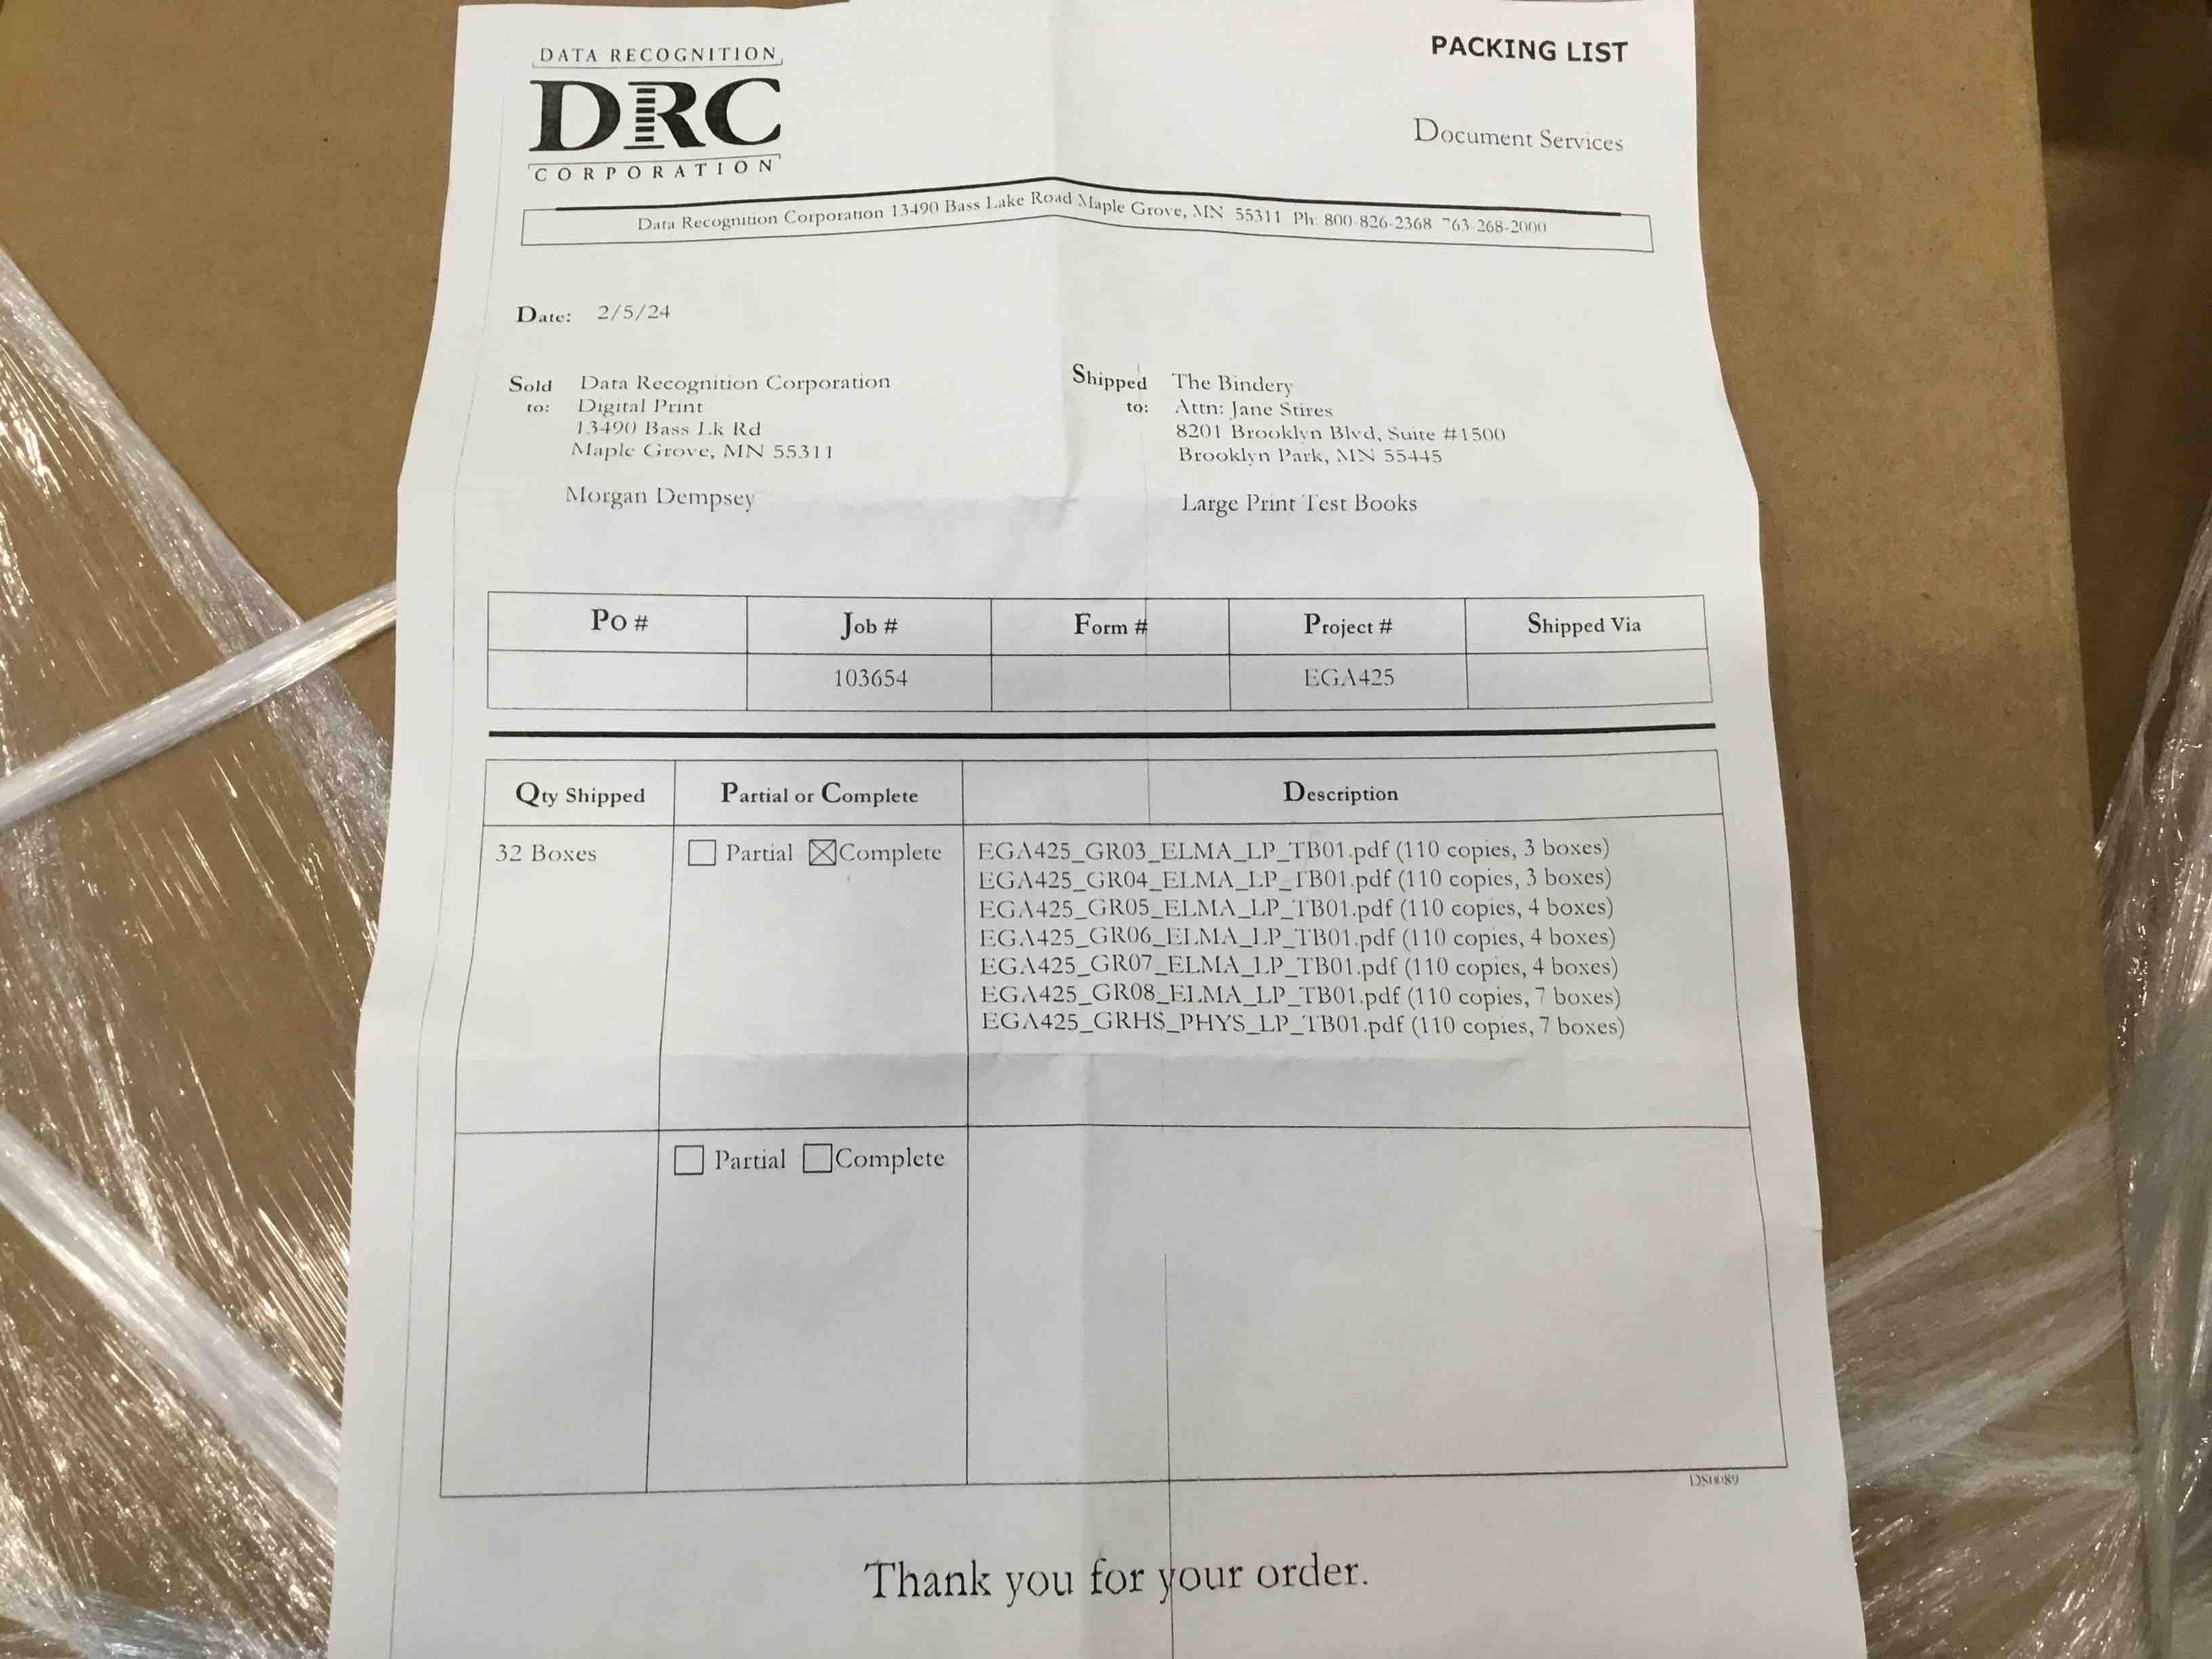 DATA RECOGNITION
DRC
CORPORATION
PACKING LIST
Document Services
Data Recognition Corporation 13490 Bass Lake Road Maple Grove, MN 55311 Ph: 800-826-2368 763-268-2000
Date: 2/5/24
Sold to: Data Recognition Corporation
Digital Print
13490 Bass Lk Rd
Maple Grove, MN 55311
Morgan Dempsey
Shipped to: The Bindery
Attn: Jane Stires
8201 Brooklyn Blvd, Suite #1500
Brooklyn Park, MN 55445
Large Print Test Books
Po # Job # Form # Project # Shipped Via
103654 EGA425
Qty Shipped Partial or Complete Description
32 Boxes Partial Complete EGA425_GR03_ELMA_LP_TB01.pdf (110 copies, 3 boxes)
EGA425_GR04_ELMA_LP_TB01.pdf (110 copies, 3 boxes)
EGA425_GR05_ELMA_LP_TB01.pdf (110 copies, 4 boxes)
EGA425_GR06_ELMA_LP_TB01.pdf (110 copies, 4 boxes)
EGA425_GR07_ELMA_LP_TB01.pdf (110 copies, 4 boxes)
EGA425_GR08_ELMA_LP_TB01.pdf (110 copies, 7 boxes)
EGA425_GRHS_PHYS_LP_TB01.pdf (110 copies, 7 boxes)
Partial Complete
DS0089
Thank you for your order.